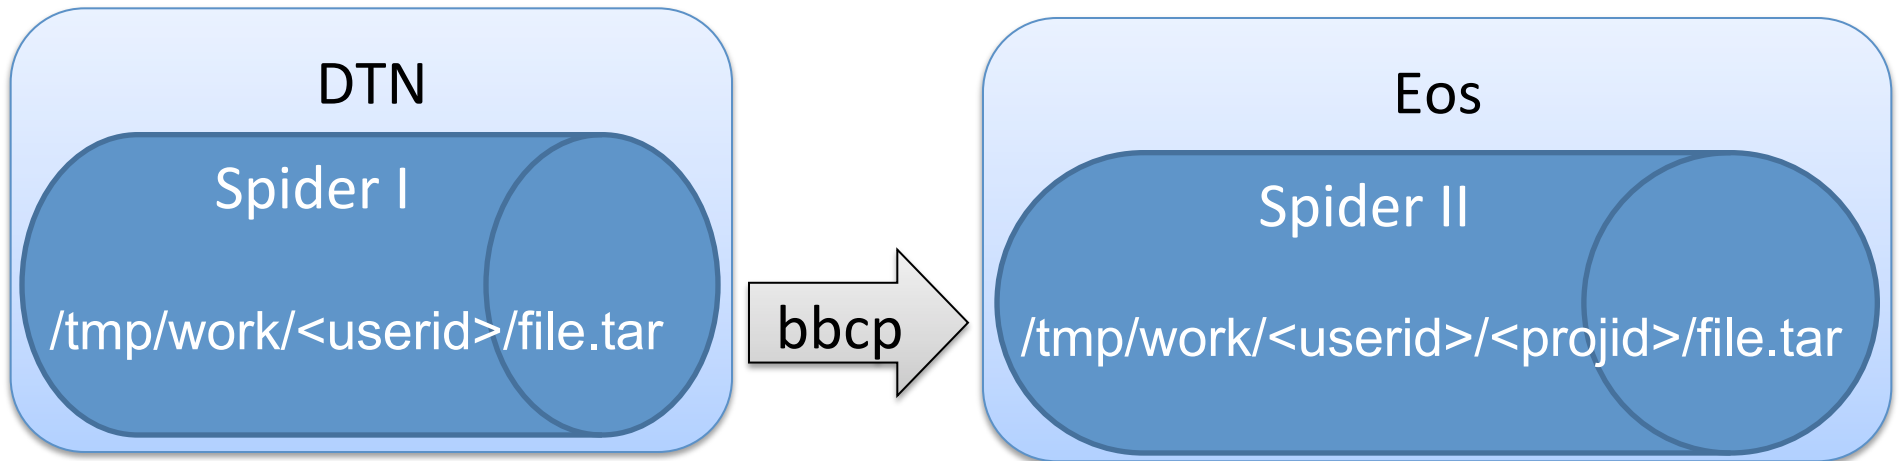 DTN
Spider I
/tmp/work/<userid>/file.tar
bbcp
Eos
Spider II
/tmp/work/<userid>/<projid>/file.tar